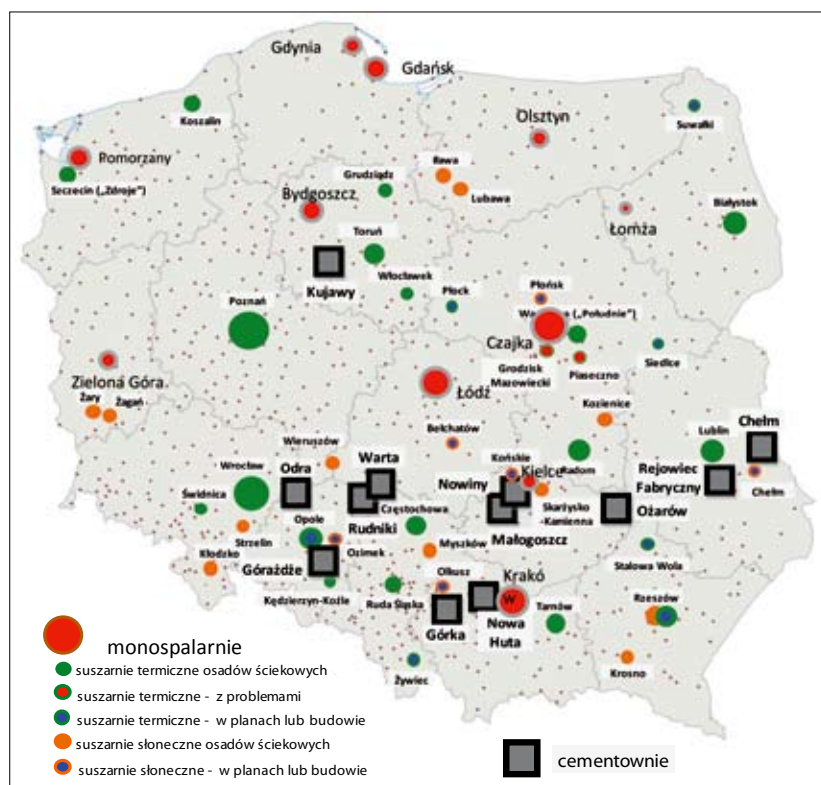 Gdynia
Gdańsk
Koszalin
Olsztyn
Suwałki
Pomorzany
Szczecin („Zdroje")
Grudziądz
Iława
Lubawa
Bydgoszcz
Łomża
Białystok
Toruń
Kujawy
Włocławek
Płock
Płońsk
Poznań
Wa („Południe")
Czajka
Siedlce
Grodzisk
Mazowiecki
Piaseczno
Zielona Góra
Żary
Żagań
Łódź
Kozienice
Bełchatów
Wieruszów
Warta
Końskie
Kielce
Radom
Lublin
Chełm
Wrocław
Odra
Nowiny
Rejowiec
Fabryczny
Chełm
Świdnica
Częstochowa
Skarżysko
-Kamienna
Ożarów
Opole
Rudniki
Małogoszcz
Strzelin
Ozimek
Myszków
Kłodzko
Górażdże
Stalowa Wola
Olkusz
Krakó
w
Kędzierzyn-Koźle
Ruda Śląska
Górka
Nowa
Huta
Tarnów
Rzeszów
Krosno
Żywiec
monospalarnie
suszarnie termiczne osadów ściekowych
suszarnie termiczne - z problemami
suszarnie termiczne - w planach lub budowie
suszarnie słoneczne osadów ściekowych
suszarnie słoneczne - w planach lub budowie
cementownie